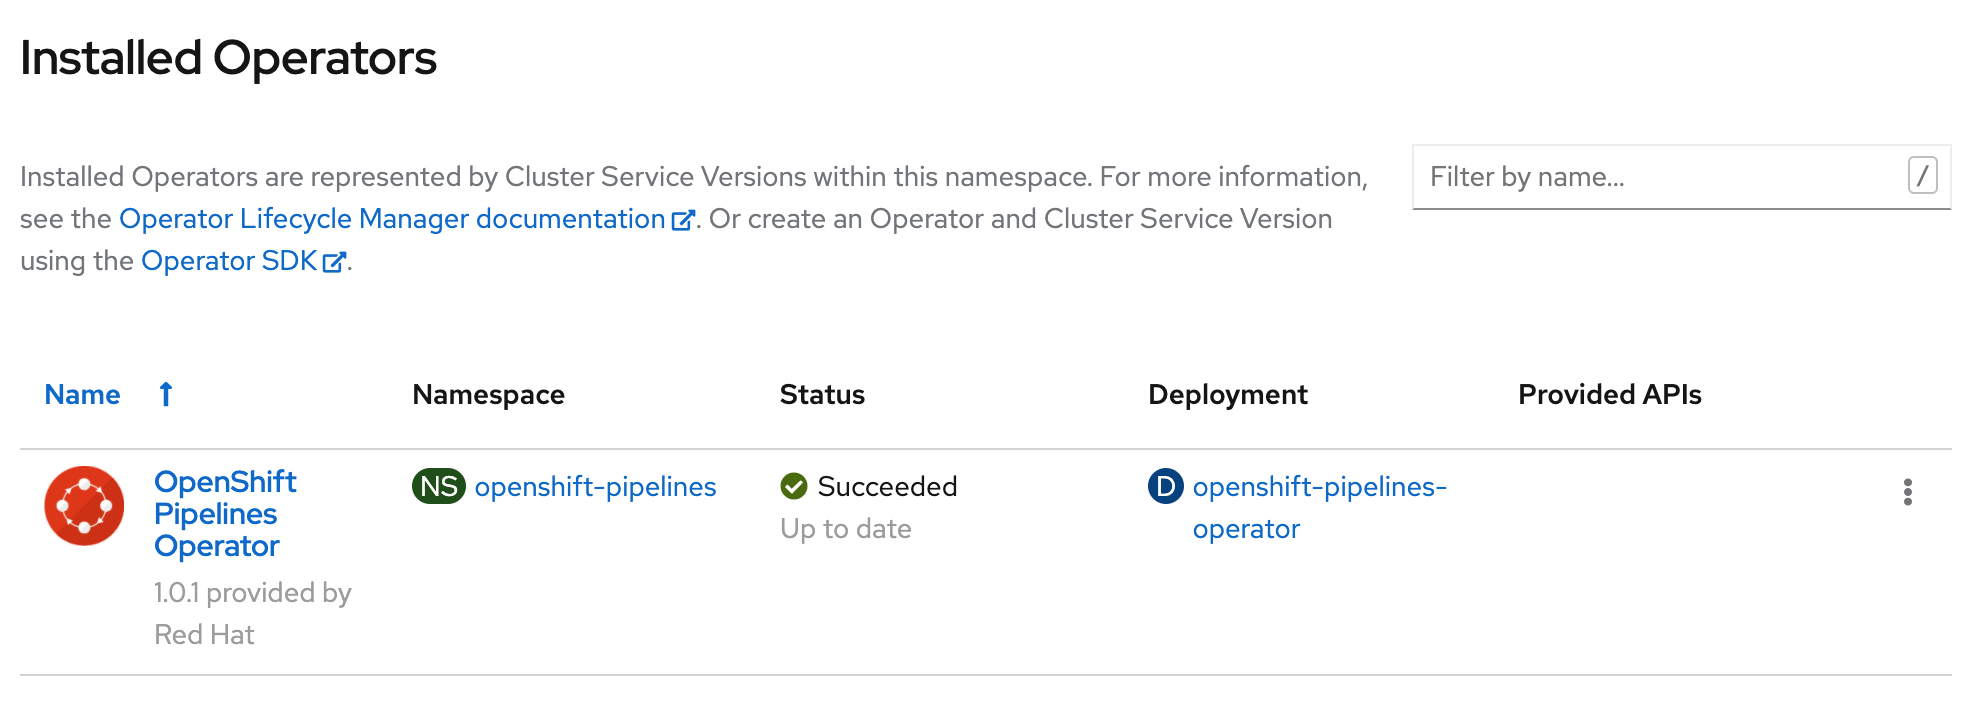 Installed Operators
Installed Operators are represented by Cluster Service Versions within this namespace. For more information,
see the Operator Lifecycle Manager documentation. Or create an Operator and Cluster Service Version
using the Operator SDK.
Filter by name...
/
Name
Namespace
Status
Deployment
Provided APIs
OpenShift
Pipelines
Operator
1.0.1 provided by
Red Hat
NS openshift-pipelines
Succeeded
Up to date
D openshift-pipelines-
operator